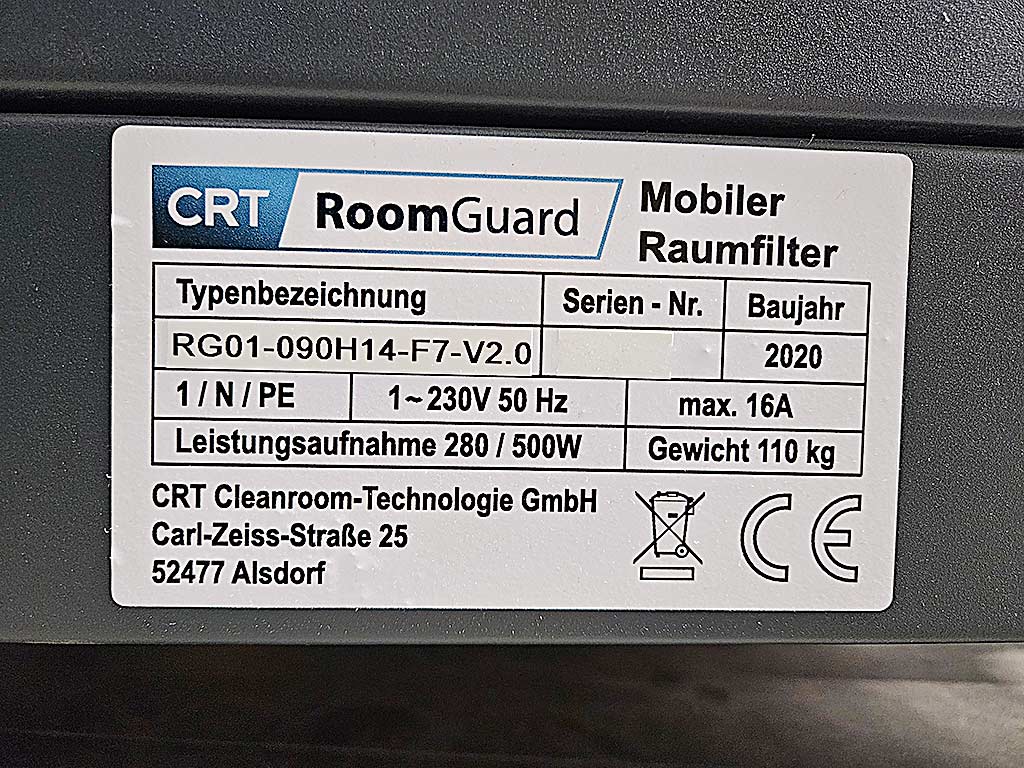 CRT RoomGuard
Mobiler
Raumfilter
Typenbezeichnung Serien - Nr. Baujahr
RG01-090H14-F7-V2.0 2020
1 / N / PE 1~230V 50 Hz max. 16A
Leistungsaufnahme 280 / 500W Gewicht 110 kg
CRT Cleanroom-Technologie GmbH
Carl-Zeiss-Straße 25
52477 Alsdorf
CE